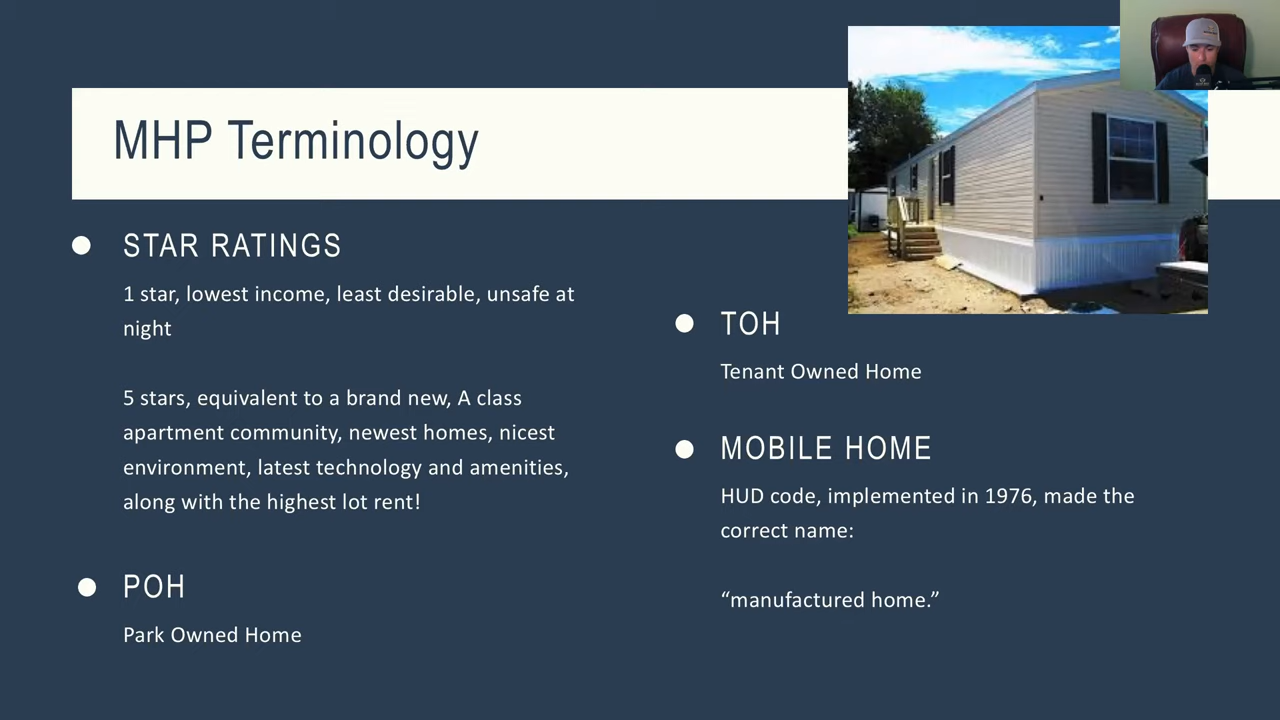 MHP Terminology
STAR RATINGS
1 star, lowest income, least desirable, unsafe at
night
5 stars, equivalent to a brand new, A class
apartment community, newest homes, nicest
environment, latest technology and amenities,
along with the highest lot rent!
POH
Park Owned Home
TOH
Tenant Owned Home
MOBILE HOME
HUD code, implemented in 1976, made the
correct name:
“manufactured home.”